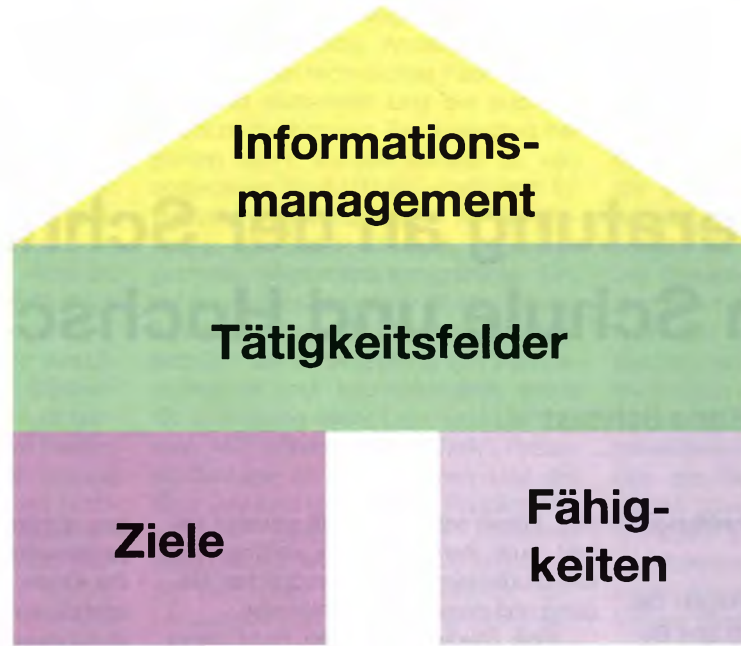 Informations-
management
Tätigkeitsfelder
Ziele
Fähig-
keiten